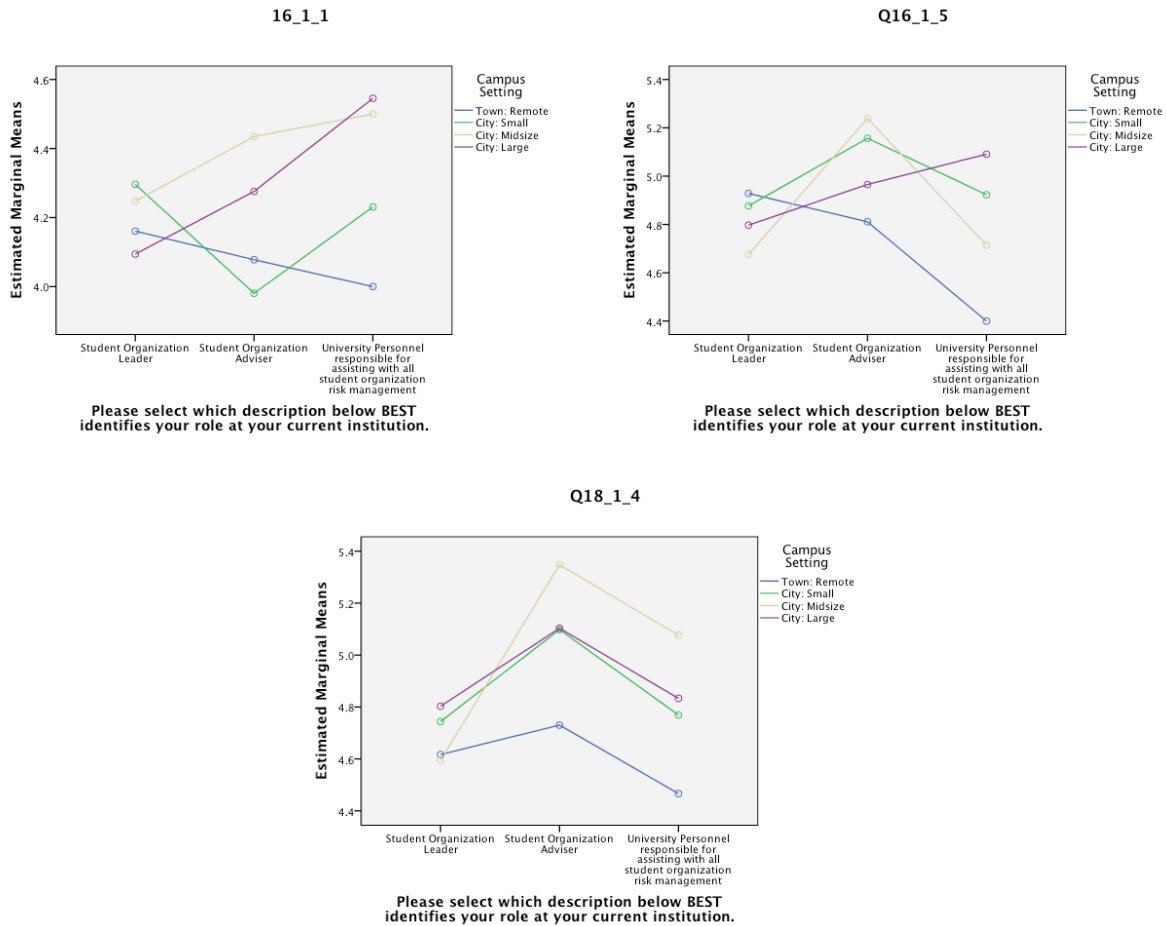 16_1_1
Estimated Marginal Means
4.6
4.4
4.2
4.0
Student Organization
Leader
Student Organization
Adviser
University Personnel
responsible for
assisting with all
student organization
risk management
Please select which description below BEST
identifies your role at your current institution.
Campus
Setting
Town: Remote
City: Small
City: Midsize
City: Large
Q16_1_5
Estimated Marginal Means
5.4
5.2
5.0
4.8
4.6
4.4
Student Organization
Leader
Student Organization
Adviser
University Personnel
responsible for
assisting with all
student organization
risk management
Please select which description below BEST
identifies your role at your current institution.
Campus
Setting
Town: Remote
City: Small
City: Midsize
City: Large
Q18_1_4
Estimated Marginal Means
5.4
5.2
5.0
4.8
4.6
4.4
Student Organization
Leader
Student Organization
Adviser
University Personnel
responsible for
assisting with all
student organization
risk management
Please select which description below BEST
identifies your role at your current institution.
Campus
Setting
Town: Remote
City: Small
City: Midsize
City: Large